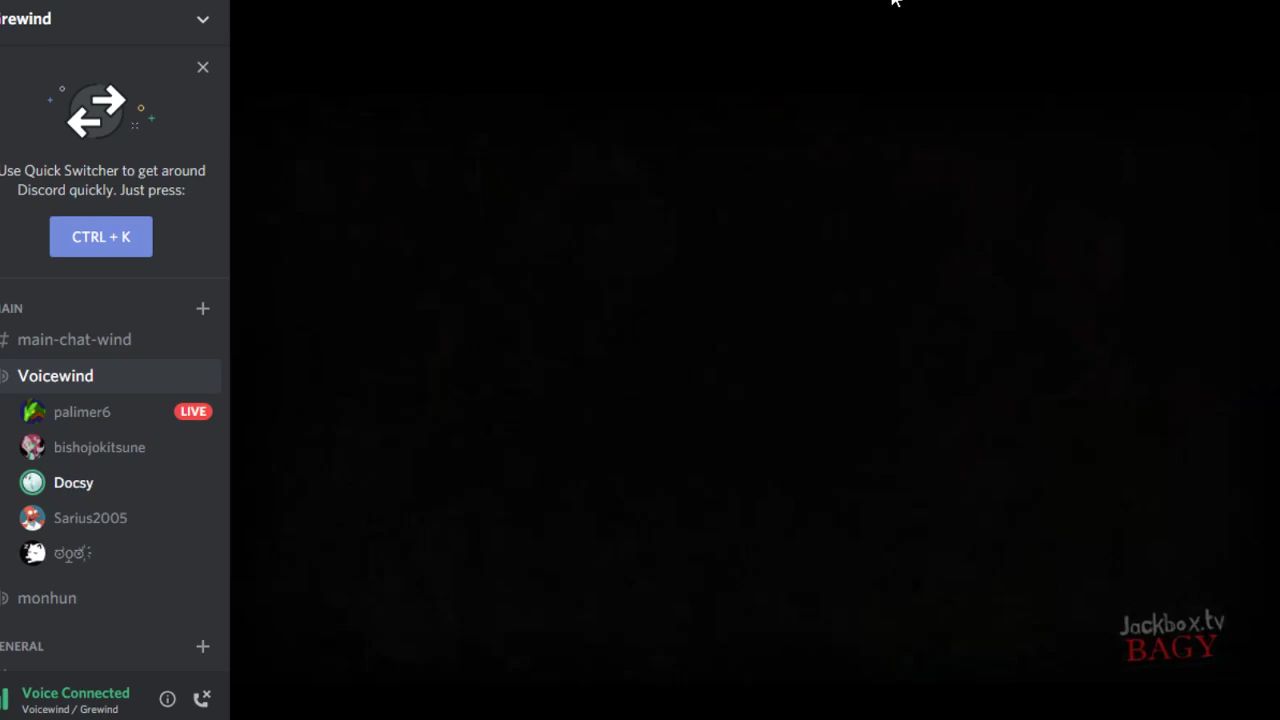 rewind
Use Quick Switcher to get around
Discord quickly. Just press:
CTRL + K
AIN
main-chat-wind
Voicewind
palimer6 LIVE
bishojokitsune
Docsy
Sarius2005
monhun
ENERAL
Voice Connected
Voicewind / Grewind
Jackbox.tv
BAGY